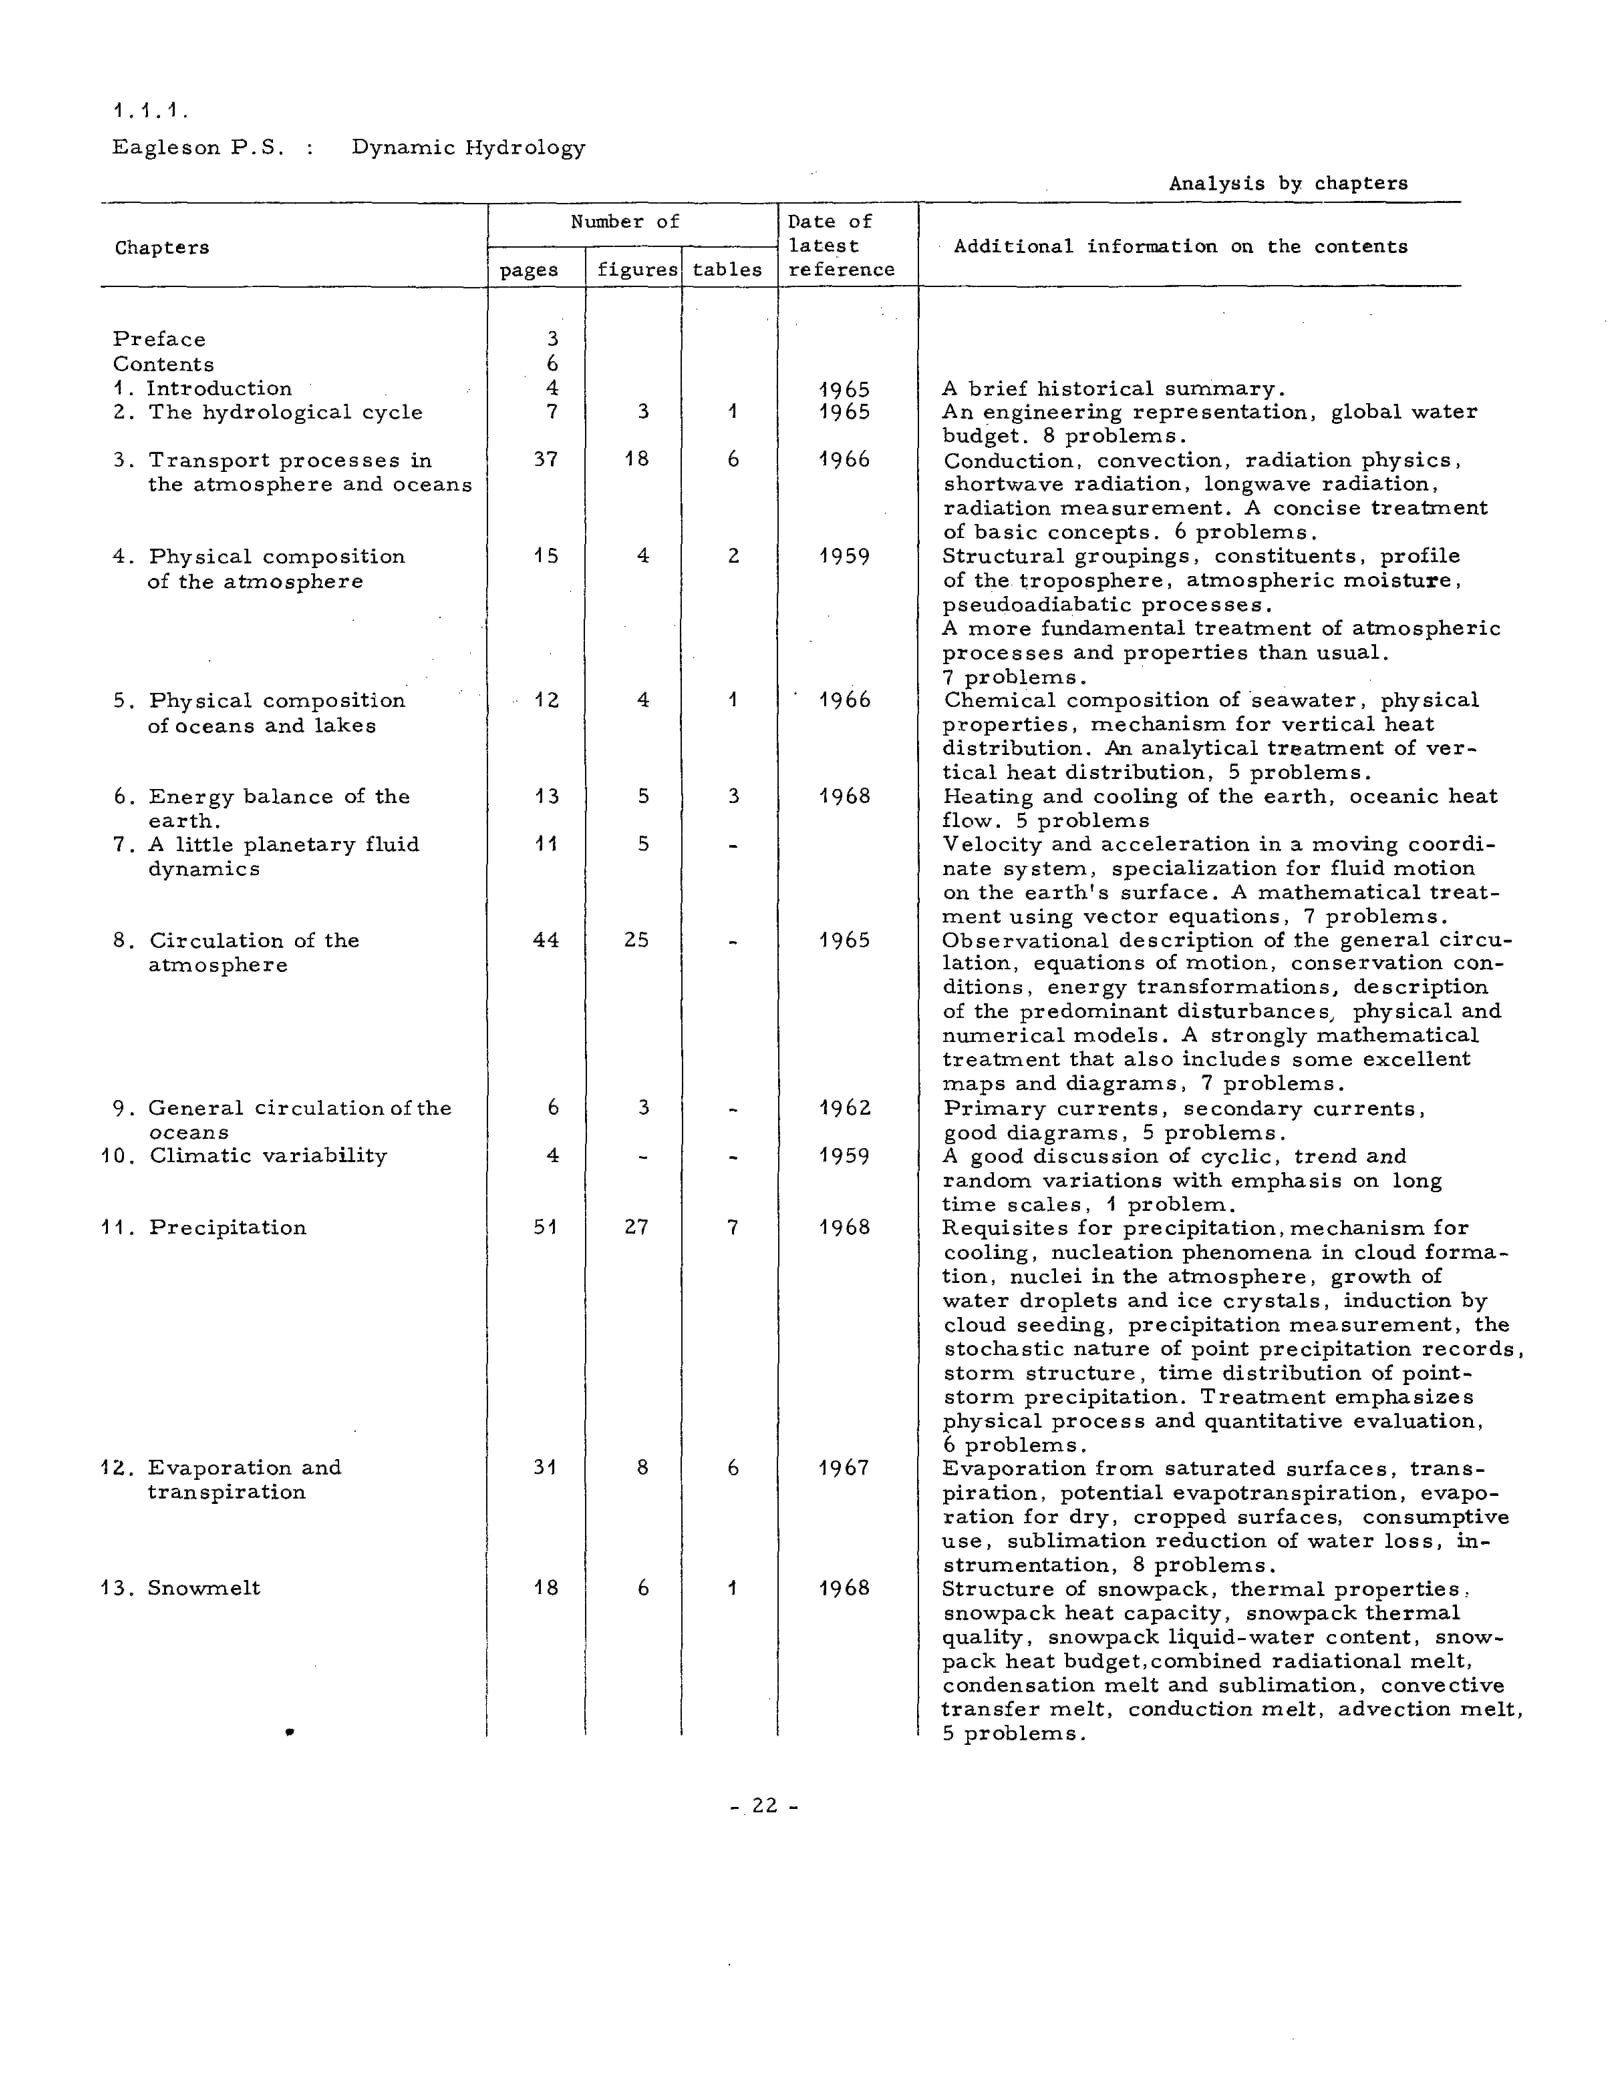 1.1.1.
Eagleson P.S. : Dynamic Hydrology
Analysis by chapters
Chapters
Number of
pages figures tables
Date of
latest
reference
Additional information on the contents
Preface 3
Contents 6
1. Introduction 4 1965 A brief historical summary.
2. The hydrological cycle 7 3 1 1965 An engineering representation, global water
budget. 8 problems.
3. Transport processes in 37 18 6 1966 Conduction, convection, radiation physics,
the atmosphere and oceans shortwave radiation, longwave radiation,
radiation measurement. A concise treatment
of basic concepts. 6 problems.
4. Physical composition 15 4 2 1959 Structural groupings, constituents, profile
of the atmosphere of the troposphere, atmospheric moisture,
pseudoadiabatic processes.
A more fundamental treatment of atmospheric
processes and properties than usual.
7 problems.
5. Physical composition 12 4 1 1966 Chemical composition of seawater, physical
of oceans and lakes properties, mechanism for vertical heat
distribution. An analytical treatment of ver-
tical heat distribution, 5 problems.
6. Energy balance of the 13 5 3 1968 Heating and cooling of the earth, oceanic heat
earth. flow. 5 problems
7. A little planetary fluid 11 5 - Velocity and acceleration in a moving coordi-
dynamics nate system, specialization for fluid motion
on the earth's surface. A mathematical treat-
ment using vector equations, 7 problems.
8. Circulation of the 44 25 - 1965 Observational description of the general circu-
atmosphere lation, equations of motion, conservation con-
ditions, energy transformations, description
of the predominant disturbances, physical and
numerical models. A strongly mathematical
treatment that also includes some excellent
maps and diagrams, 7 problems.
9. General circulation of the 6 3 - 1962 Primary currents, secondary currents,
oceans good diagrams, 5 problems.
10. Climatic variability 4 - - 1959 A good discussion of cyclic, trend and
random variations with emphasis on long
time scales, 1 problem.
11. Precipitation 51 27 7 1968 Requisites for precipitation, mechanism for
cooling, nucleation phenomena in cloud forma-
tion, nuclei in the atmosphere, growth of
water droplets and ice crystals, induction by
cloud seeding, precipitation measurement, the
stochastic nature of point precipitation records,
storm structure, time distribution of point-
storm precipitation. Treatment emphasizes
physical process and quantitative evaluation,
6 problems.
12. Evaporation and 31 8 6 1967 Evaporation from saturated surfaces, trans-
transpiration piration, potential evapotranspiration, evapo-
ration for dry, cropped surfaces, consumptive
use, sublimation reduction of water loss, in-
strumentation, 8 problems.
13. Snowmelt 18 6 1 1968 Structure of snowpack, thermal properties,
snowpack heat capacity, snowpack thermal
quality, snowpack liquid-water content, snow-
pack heat budget, combined radiational melt,
condensation melt and sublimation, convective
transfer melt, conduction melt, advection melt,
5 problems.
- 22 -